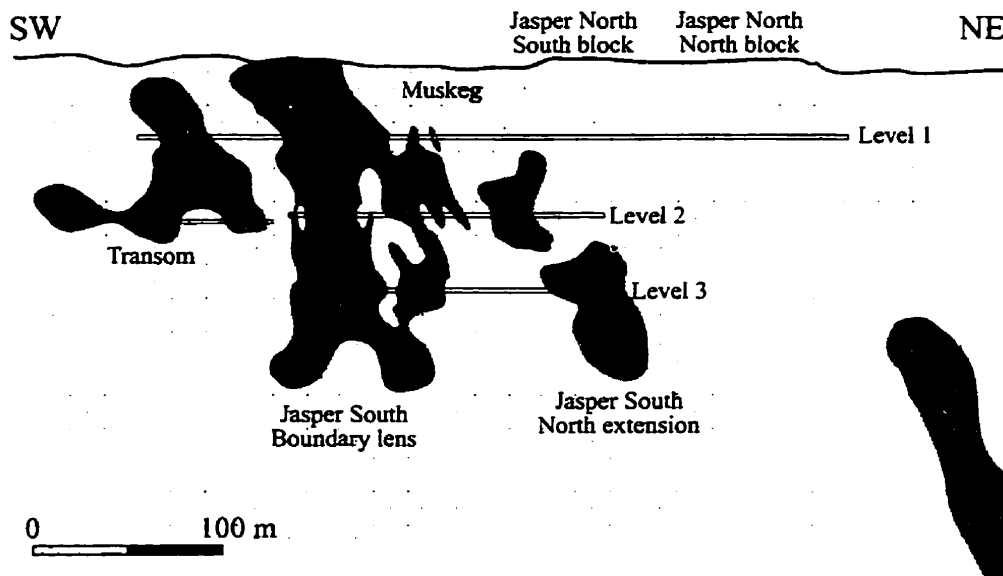 SW
Jasper North
South block
Jasper North
North block
NE
Muskeg
Level 1
Level 2
Transom
Level 3
Jasper South
Boundary lens
Jasper South
North extension
0 100 m